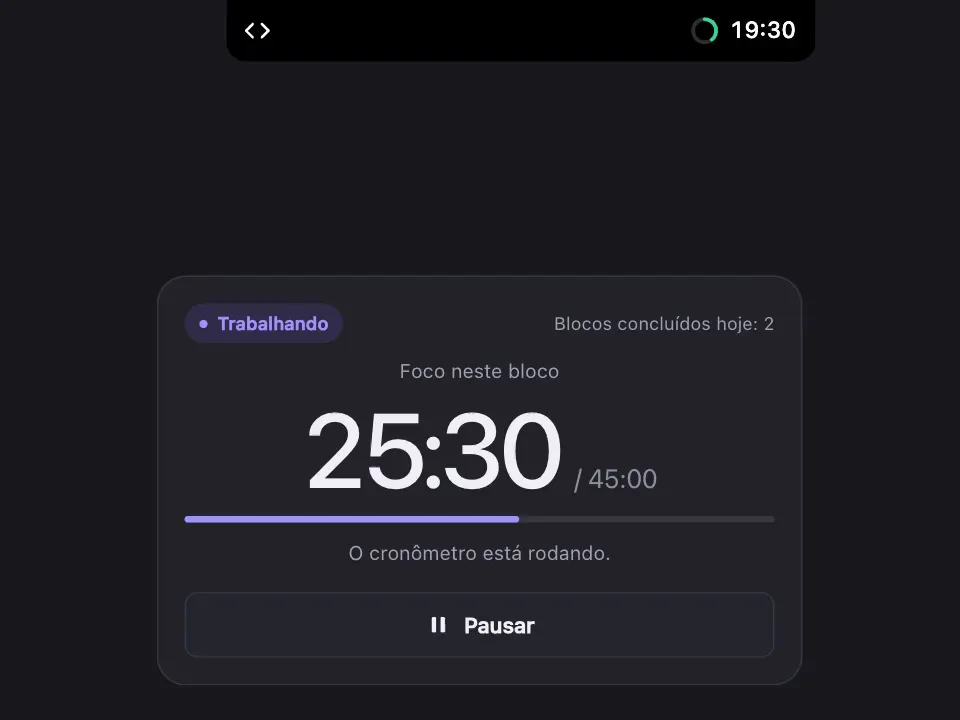 19:30
Trabalhando
Blocos concluídos hoje: 2
Foco neste bloco
25:30 / 45:00
O cronômetro está rodando.
Pausar